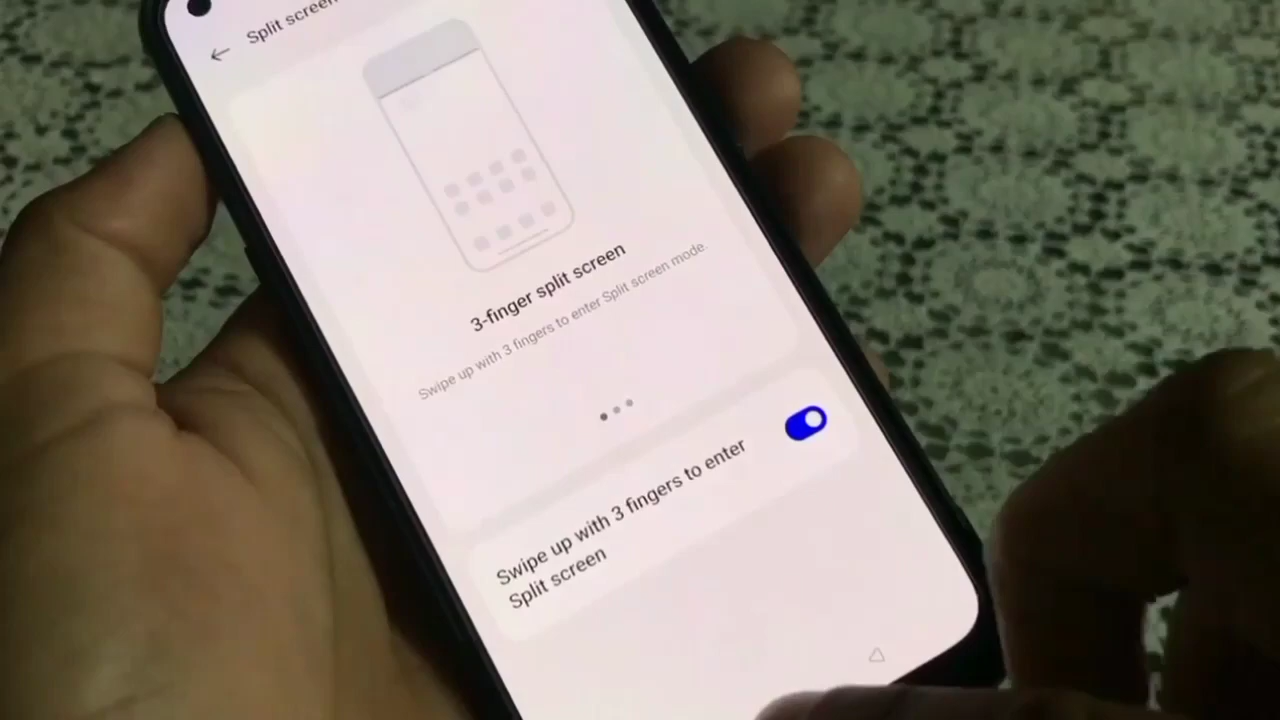 Split screen
3-finger split screen
Swipe up with 3 fingers to enter Split screen mode.
Swipe up with 3 fingers to enter
Split screen